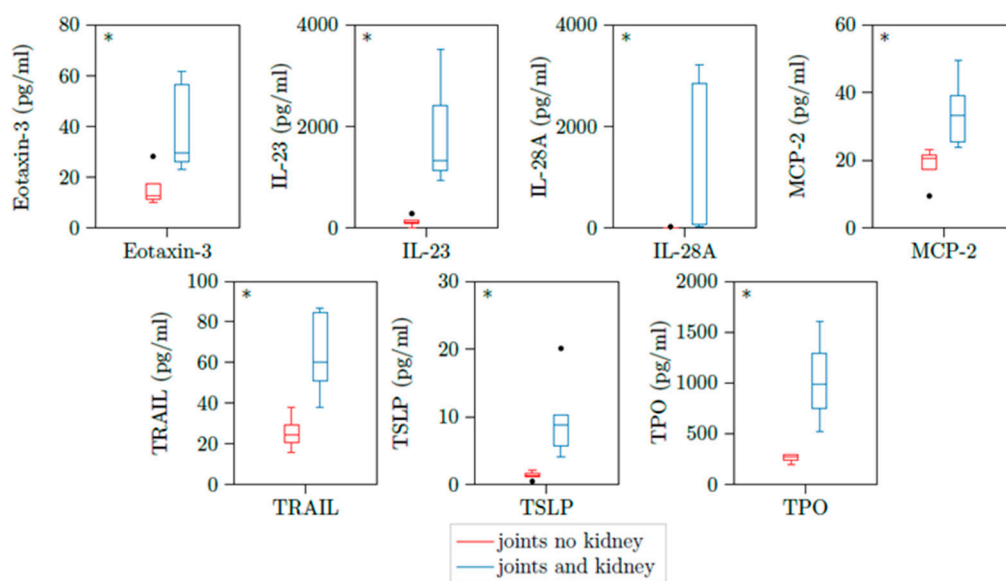 *
Eotaxin-3 (pg/ml)
80
60
40
20
0
Eotaxin-3
*
IL-23 (pg/ml)
4000
2000
0
IL-23
*
IL-28A (pg/ml)
4000
2000
0
IL-28A
*
MCP-2 (pg/ml)
60
40
20
0
MCP-2
*
TRAIL (pg/ml)
100
80
60
40
20
0
TRAIL
*
TSLP (pg/ml)
30
20
10
0
TSLP
*
TPO (pg/ml)
2000
1500
1000
500
0
TPO
joints no kidney
joints and kidney